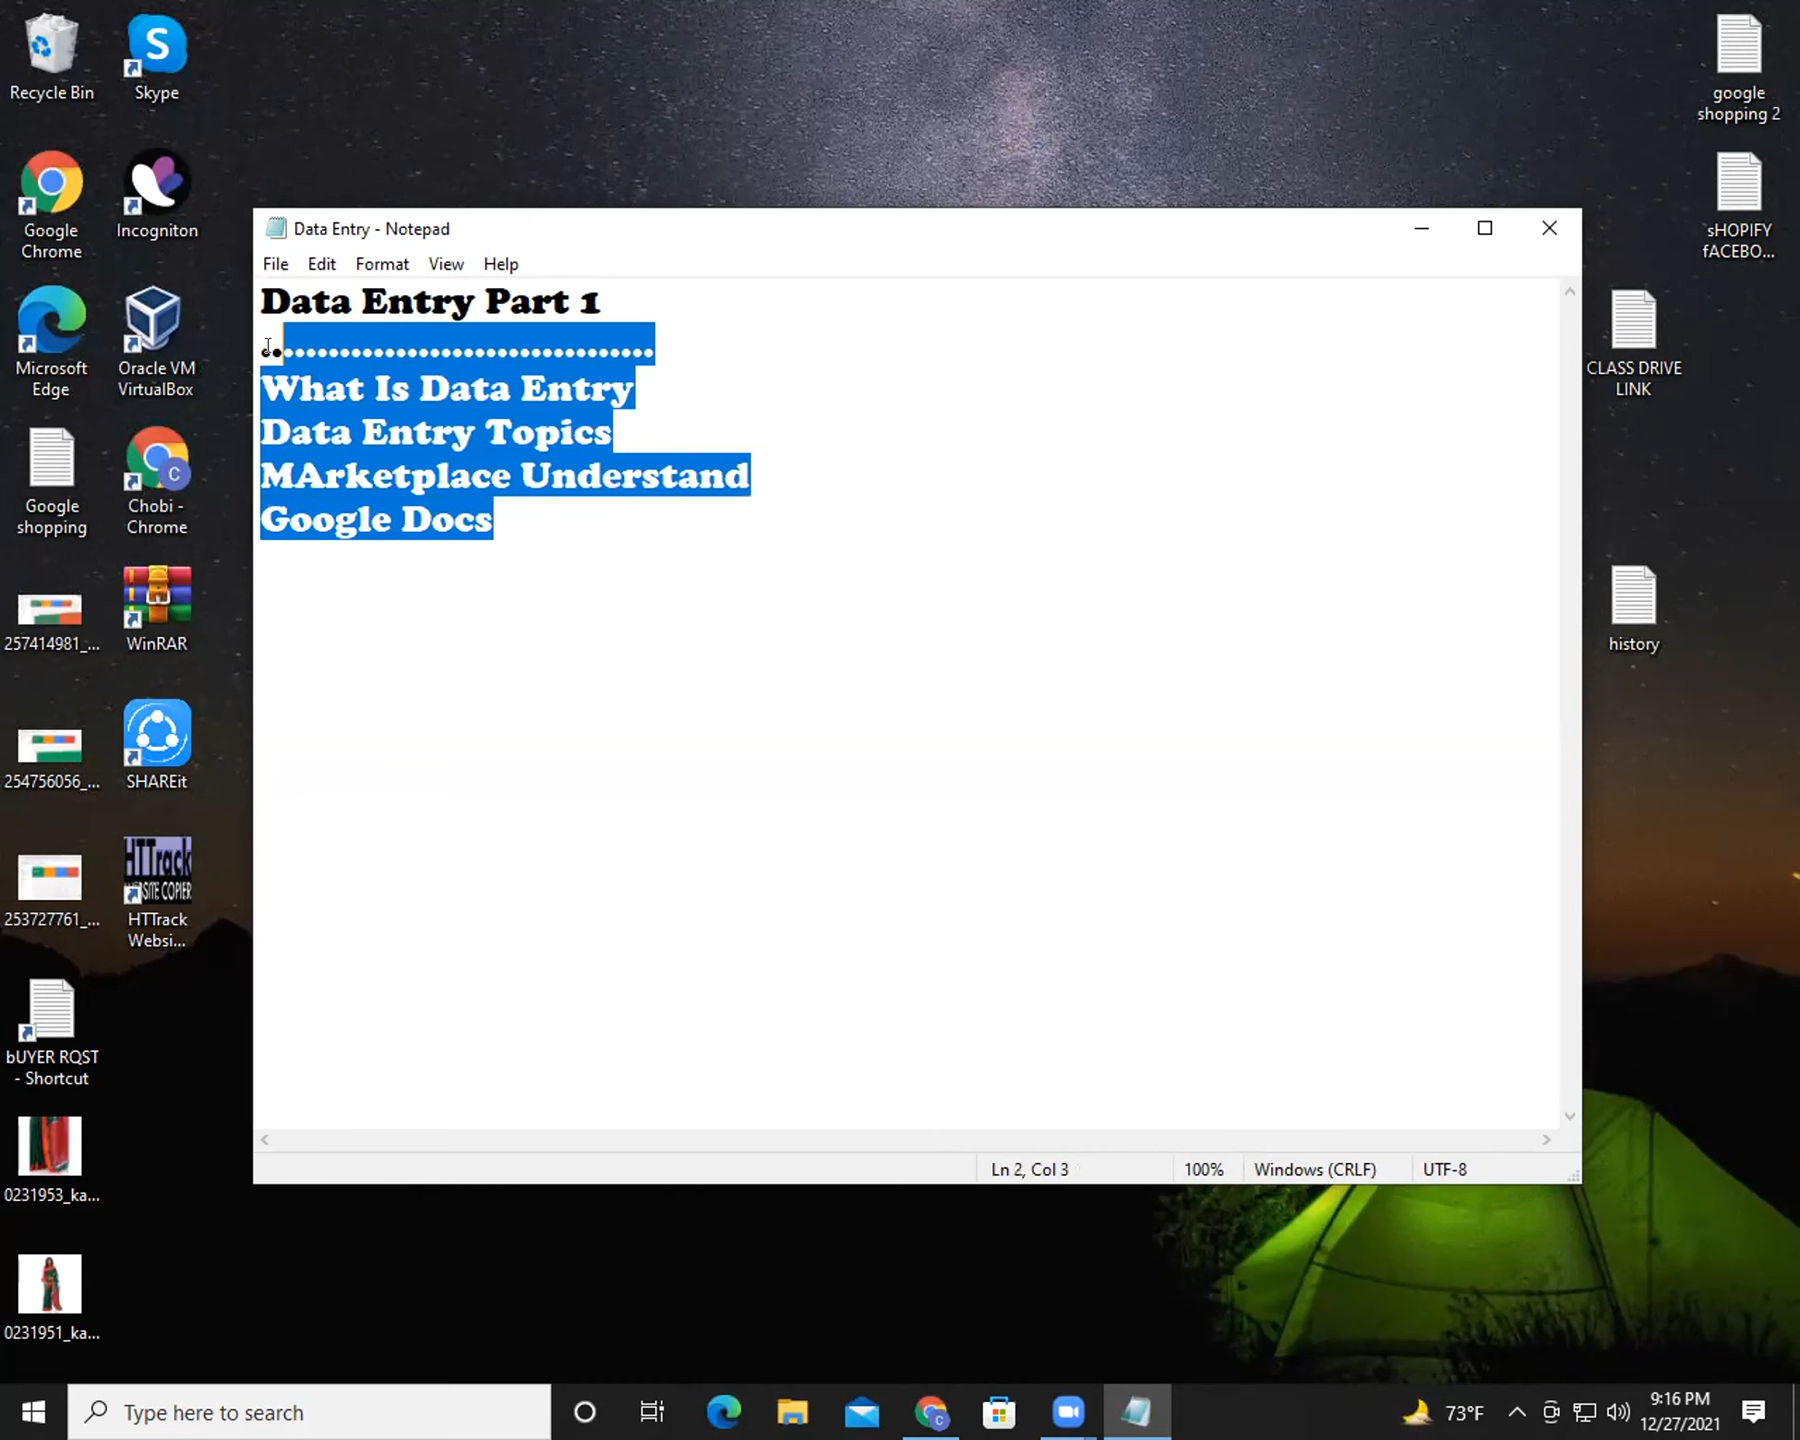 Recycle Bin
Skype
google
shopping 2
Google
Chrome
Incogniton
sHOPIFY
fACEBO...
Data Entry - Notepad
File Edit Format View Help
Data Entry Part 1
...................................
What Is Data Entry
Data Entry Topics
MArketplace Understand
Google Docs
Microsoft
Edge
Oracle VM
VirtualBox
CLASS DRIVE
LINK
Google
shopping
Chobi -
Chrome
C
257414981_...
WinRAR
history
254756056_...
SHAREit
HTTrack
WEBSITE COPIER
253727761_...
HTTrack
Websi...
bUYER RQST
- Shortcut
0231953_ka...
Ln 2, Col 3 100% Windows (CRLF) UTF-8
0231951_ka...
Type here to search
73°F
9:16 PM
12/27/2021